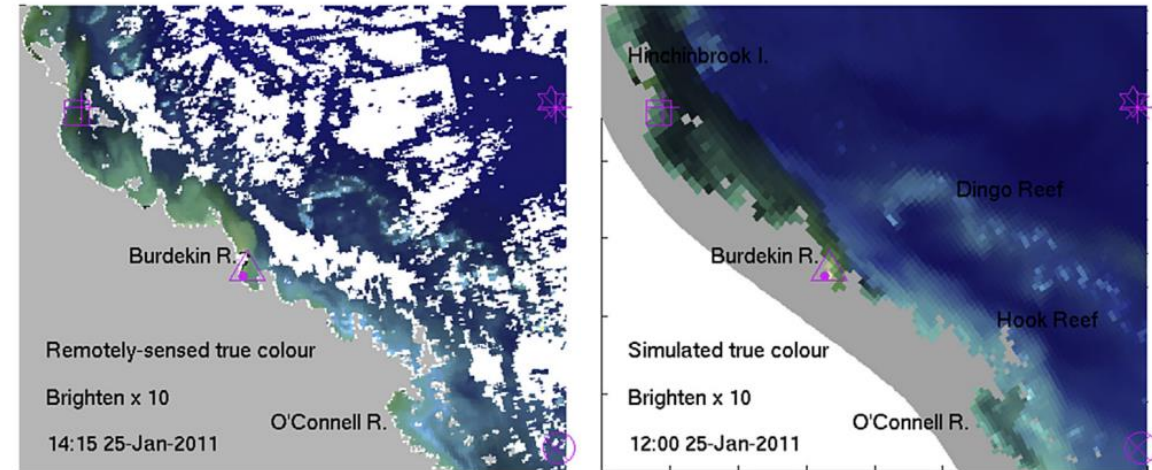 Burdekin R.
Remotely-sensed true colour
Brighten x 10
O'Connell R.
14:15 25-Jan-2011
Hinchinbrook I.
Dingo Reef
Burdekin R.
Hook Reef
Simulated true colour
Brighten x 10
O'Connell R.
12:00 25-Jan-2011